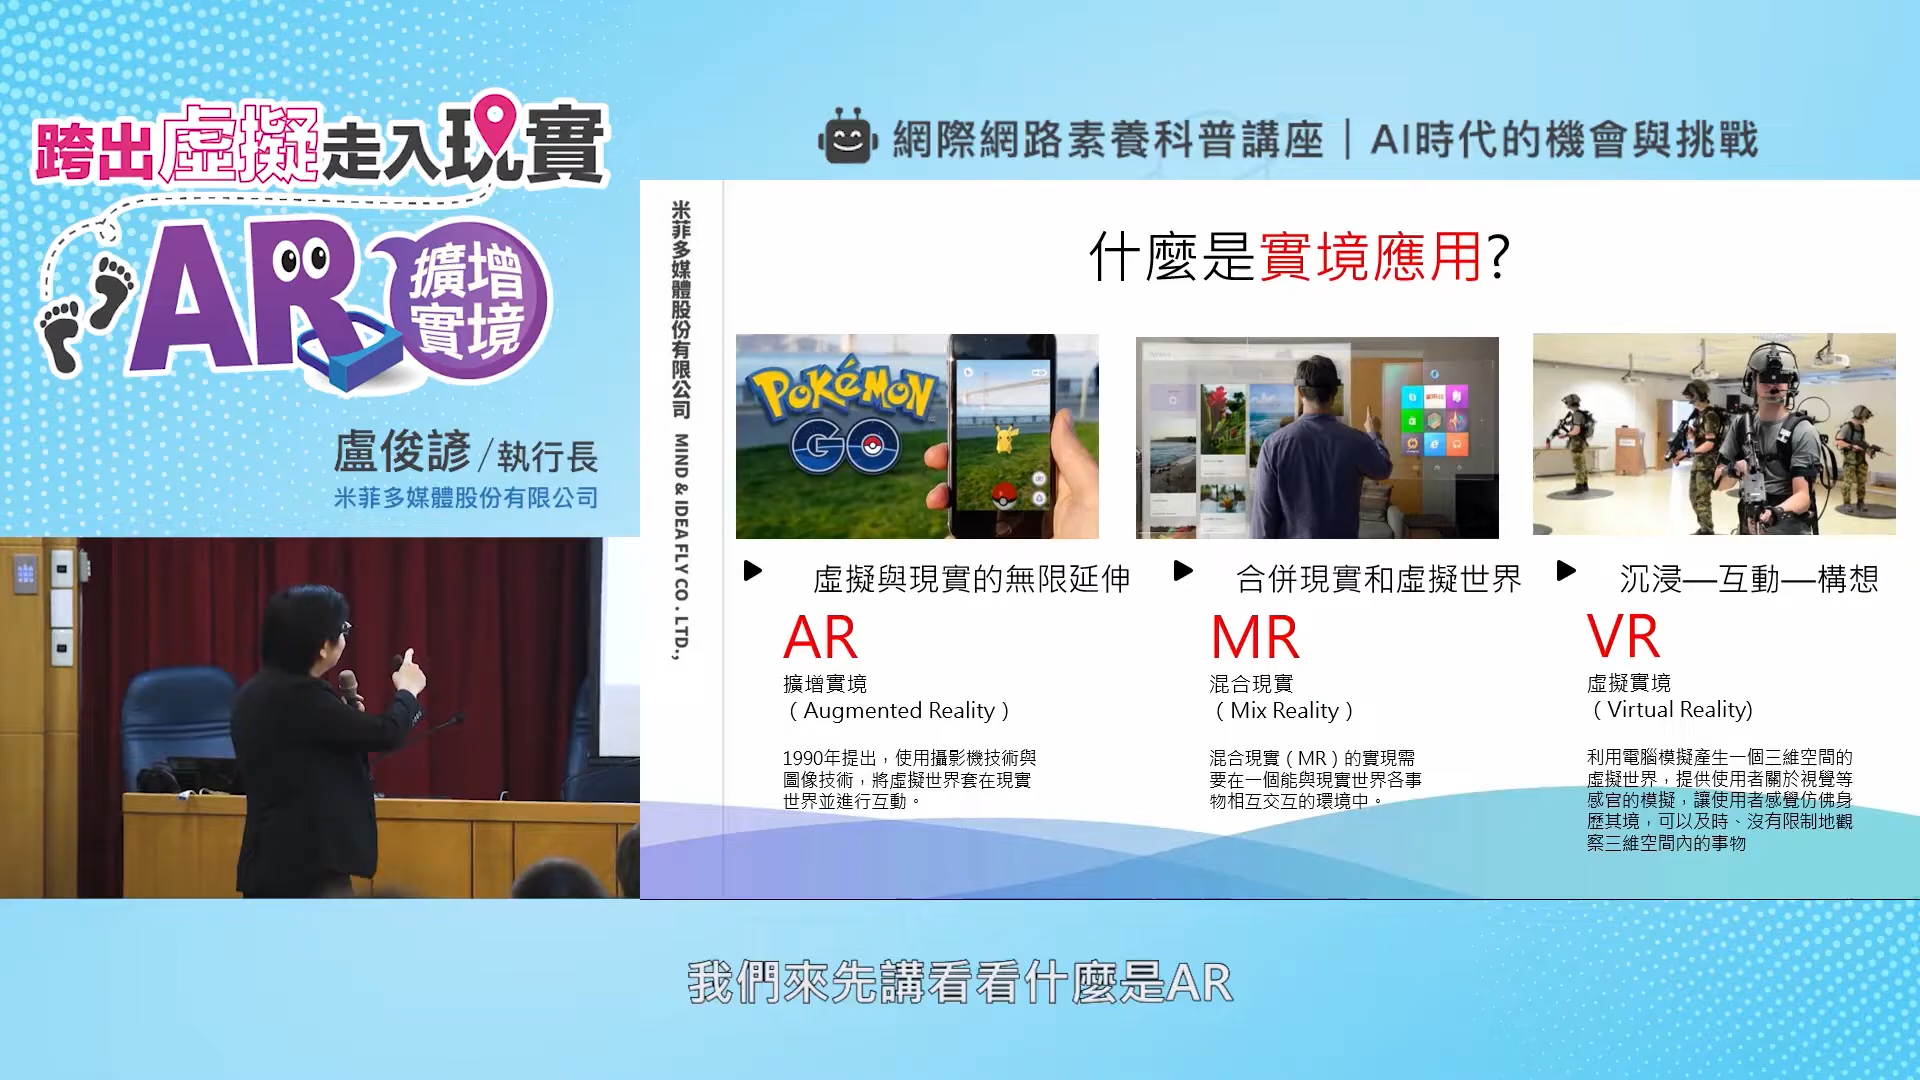 跨出虛擬走入現實
AR
擴增
實境
盧俊諺/執行長
米菲多媒體股份有限公司
網際網路素養科普講座｜AI時代的機會與挑戰
米菲多媒體股份有限公司 MIND & IDEA FLY CO . LTD.,
什麼是實境應用?
POKéMON
GO
虛擬與現實的無限延伸
AR
擴增實境
（Augmented Reality）
1990年提出，使用攝影機技術與
圖像技術，將虛擬世界套在現實
世界並進行互動。
合併現實和虛擬世界
MR
混合現實
（Mix Reality）
混合現實（MR）的實現需
要在一個能與現實世界各事
物相互交互的環境中。
沉浸—互動—構想
VR
虛擬實境
（Virtual Reality)
利用電腦模擬產生一個三維空間的
虛擬世界，提供使用者關於視覺等
感官的模擬，讓使用者感覺仿佛身
歷其境，可以及時、沒有限制地觀
察三維空間內的事物
我們來先講看看什麼是AR